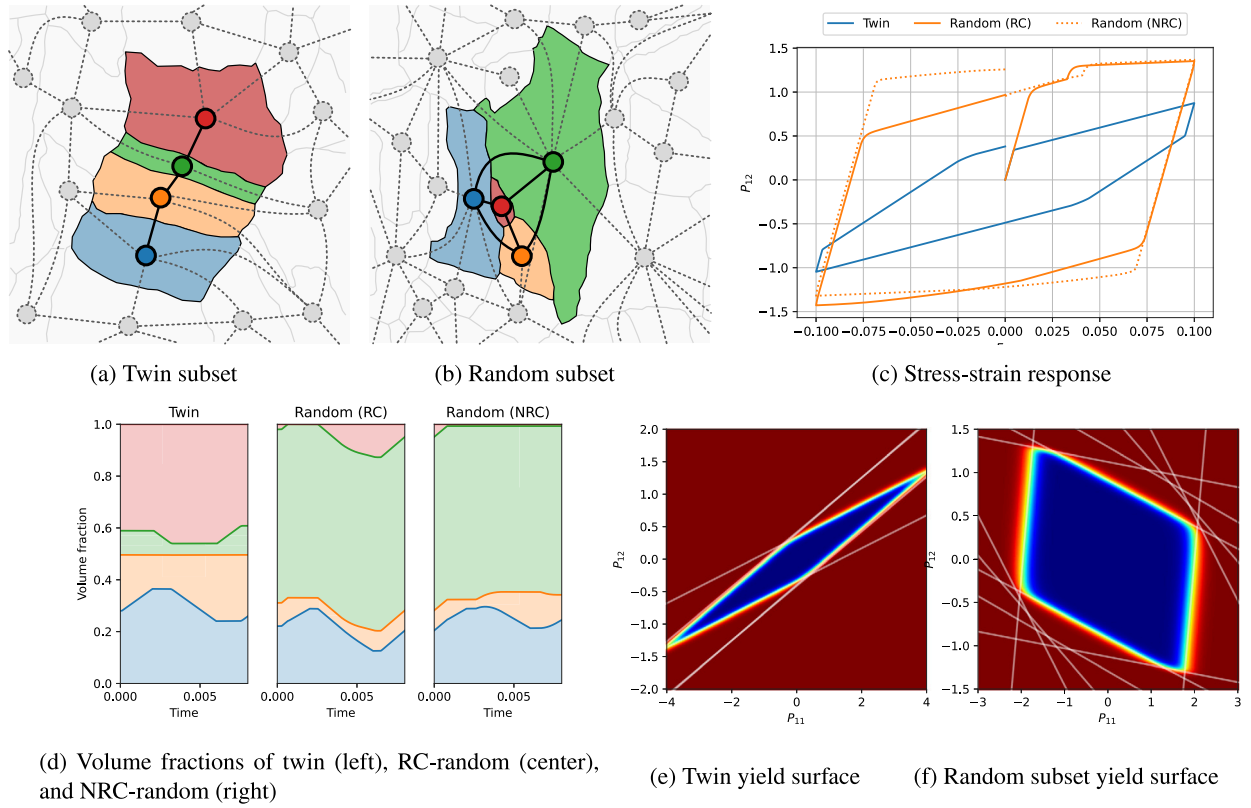 Twin Random (RC) Random (NRC)
1.5
1.0
0.5
0.0
−0.5
−1.0
−1.5
P12
−0.100 −0.075 −0.050 −0.025 0.000 0.025 0.050 0.075 0.100
(a) Twin subset
(b) Random subset
(c) Stress-strain response
Twin Random (RC) Random (NRC)
1.0
0.8
0.6
0.4
0.2
0.0
Volume fraction
0.000 0.005 0.000 0.005 0.000 0.005
Time Time Time
(d) Volume fractions of twin (left), RC-random (center),
and NRC-random (right)
2.0
1.5
1.0
0.5
0.0
−0.5
−1.0
−1.5
−2.0
P12
−4 −2 0 2 4
P11
(e) Twin yield surface
1.5
1.0
0.5
0.0
−0.5
−1.0
−1.5
P12
−3 −2 −1 0 1 2 3
P11
(f) Random subset yield surface